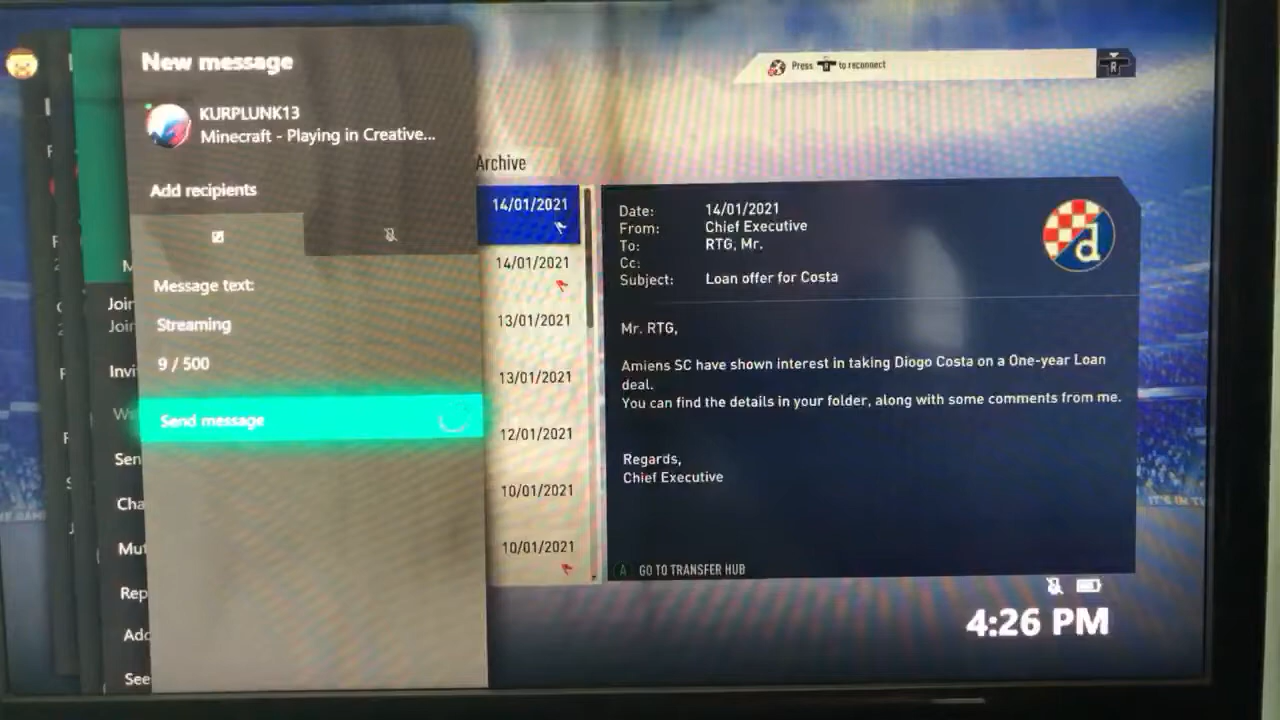 New message
KURPLUNK13
Minecraft - Playing in Creative...
Add recipients
Message text:
Streaming
9 / 500
Send message
Join
Join
Invi
Sen
Cha
Mut
Rep
Add
See
Press R to reconnect
R
Archive
14/01/2021
14/01/2021
13/01/2021
13/01/2021
12/01/2021
10/01/2021
10/01/2021
Date: 14/01/2021
From: Chief Executive
To: RTG, Mr.
Cc:
Subject: Loan offer for Costa
d
Mr. RTG,
Amiens SC have shown interest in taking Diogo Costa on a One-year Loan
deal.
You can find the details in your folder, along with some comments from me.
Regards,
Chief Executive
A GO TO TRANSFER HUB
4:26 PM